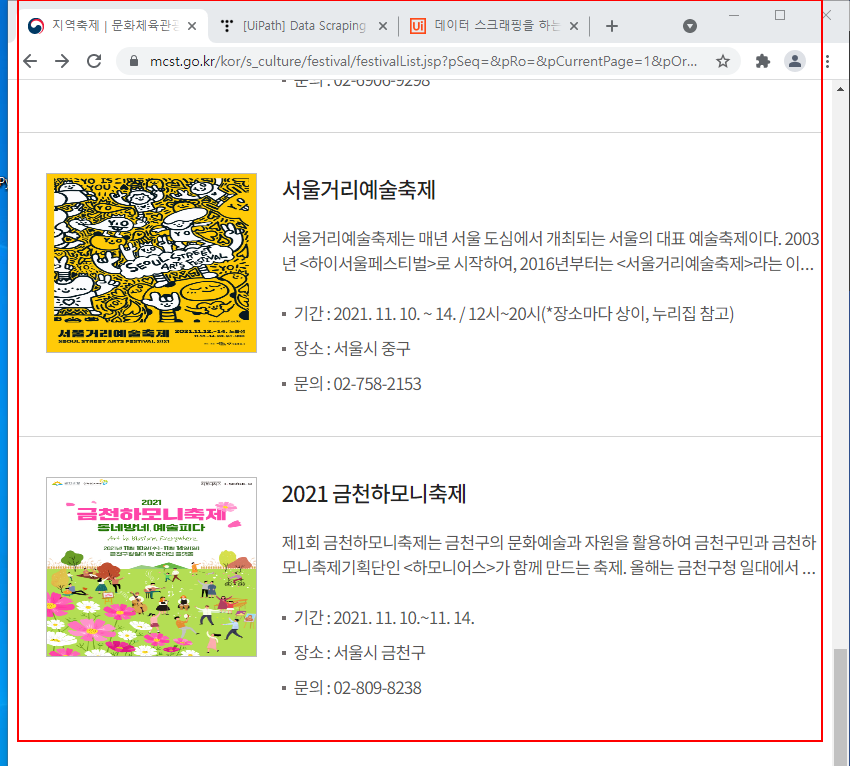 지역축제 | 문화체육관광
[UiPath] Data Scraping
데이터 스크래핑을 하는
mcst.go.kr/kor/s_culture/festival/festivalList.jsp?pSeq=&pRo=&pCurrentPage=1&pOr...
문의 : 02-6906-9298
SEOUL STREET ARTS FESTIVAL
서울거리예술축제
SEOUL STREET ARTS FESTIVAL 2021
서울거리예술축제
서울거리예술축제는 매년 서울 도심에서 개최되는 서울의 대표 예술축제이다. 2003
년 <하이서울페스티벌>로 시작하여, 2016년부터는 <서울거리예술축제>라는 이...
기간 : 2021. 11. 10. ~ 14. / 12시~20시(*장소마다 상이, 누리집 참고)
장소 : 서울시 중구
문의 : 02-758-2153
2021
금천하모니축제
동네방네, 예술피다
2021 금천하모니축제
제1회 금천하모니축제는 금천구의 문화예술과 자원을 활용하여 금천구민과 금천하
모니축제기획단인 <하모니어스>가 함께 만드는 축제. 올해는 금천구청 일대에서 ...
기간 : 2021. 11. 10.~11. 14.
장소 : 서울시 금천구
문의 : 02-809-8238